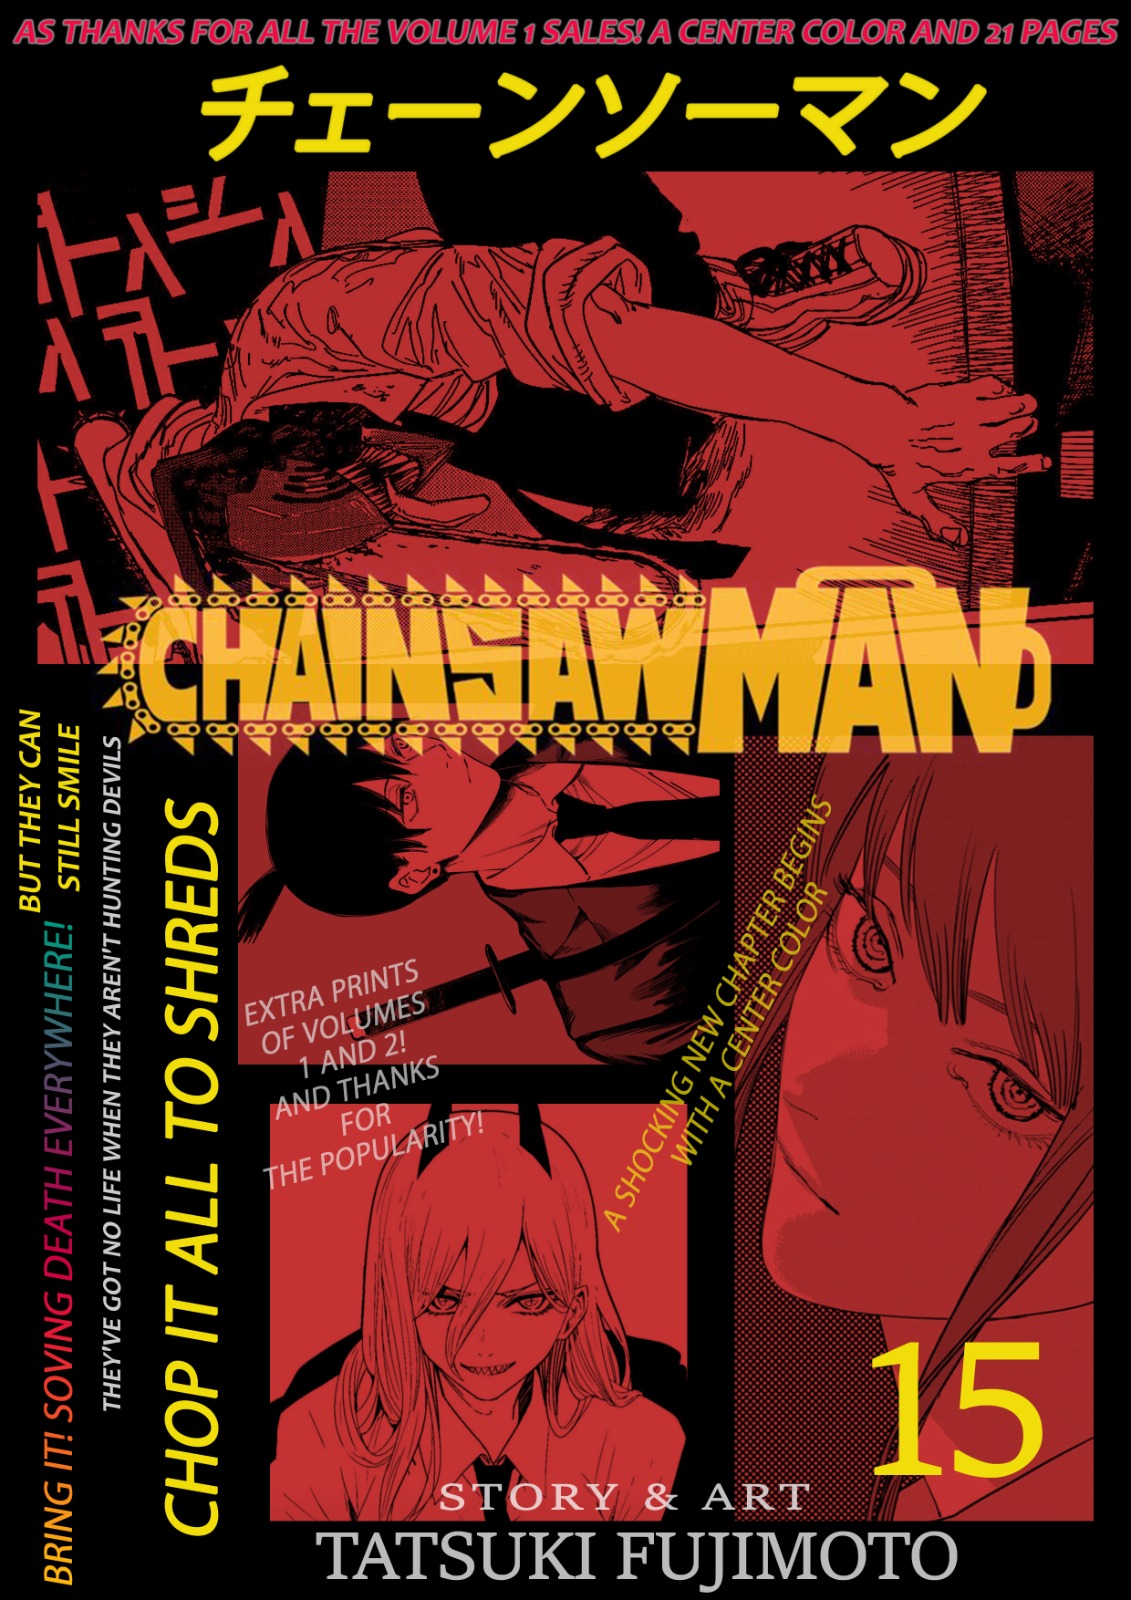 AS THANKS FOR ALL THE VOLUME 1 SALES! A CENTER COLOR AND 21 PAGES
チェーンソーマン
CHAINSAW MAN
BUT THEY CAN
STILL SMILE
BRING IT! SOVING DEATH EVERYWHERE!
THEY'VE GOT NO LIFE WHEN THEY AREN'T HUNTING DEVILS
CHOP IT ALL TO SHREDS
EXTRA PRINTS
OF VOLUMES
1 AND 2!
AND THANKS
FOR
THE POPULARITY!
A SHOCKING NEW CHAPTER BEGINS
WITH A CENTER COLOR
15
STORY & ART
TATSUKI FUJIMOTO